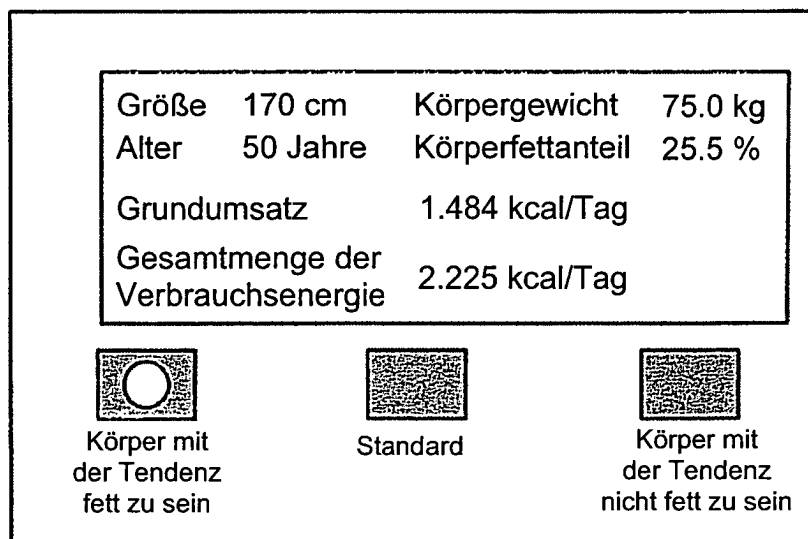 Größe 170 cm Körpergewicht 75.0 kg
Alter 50 Jahre Körperfettanteil 25.5 %
Grundumsatz 1.484 kcal/Tag
Gesamtmenge der
Verbrauchsenergie 2.225 kcal/Tag
Körper mit
der Tendenz
fett zu sein
Standard
Körper mit
der Tendenz
nicht fett zu sein